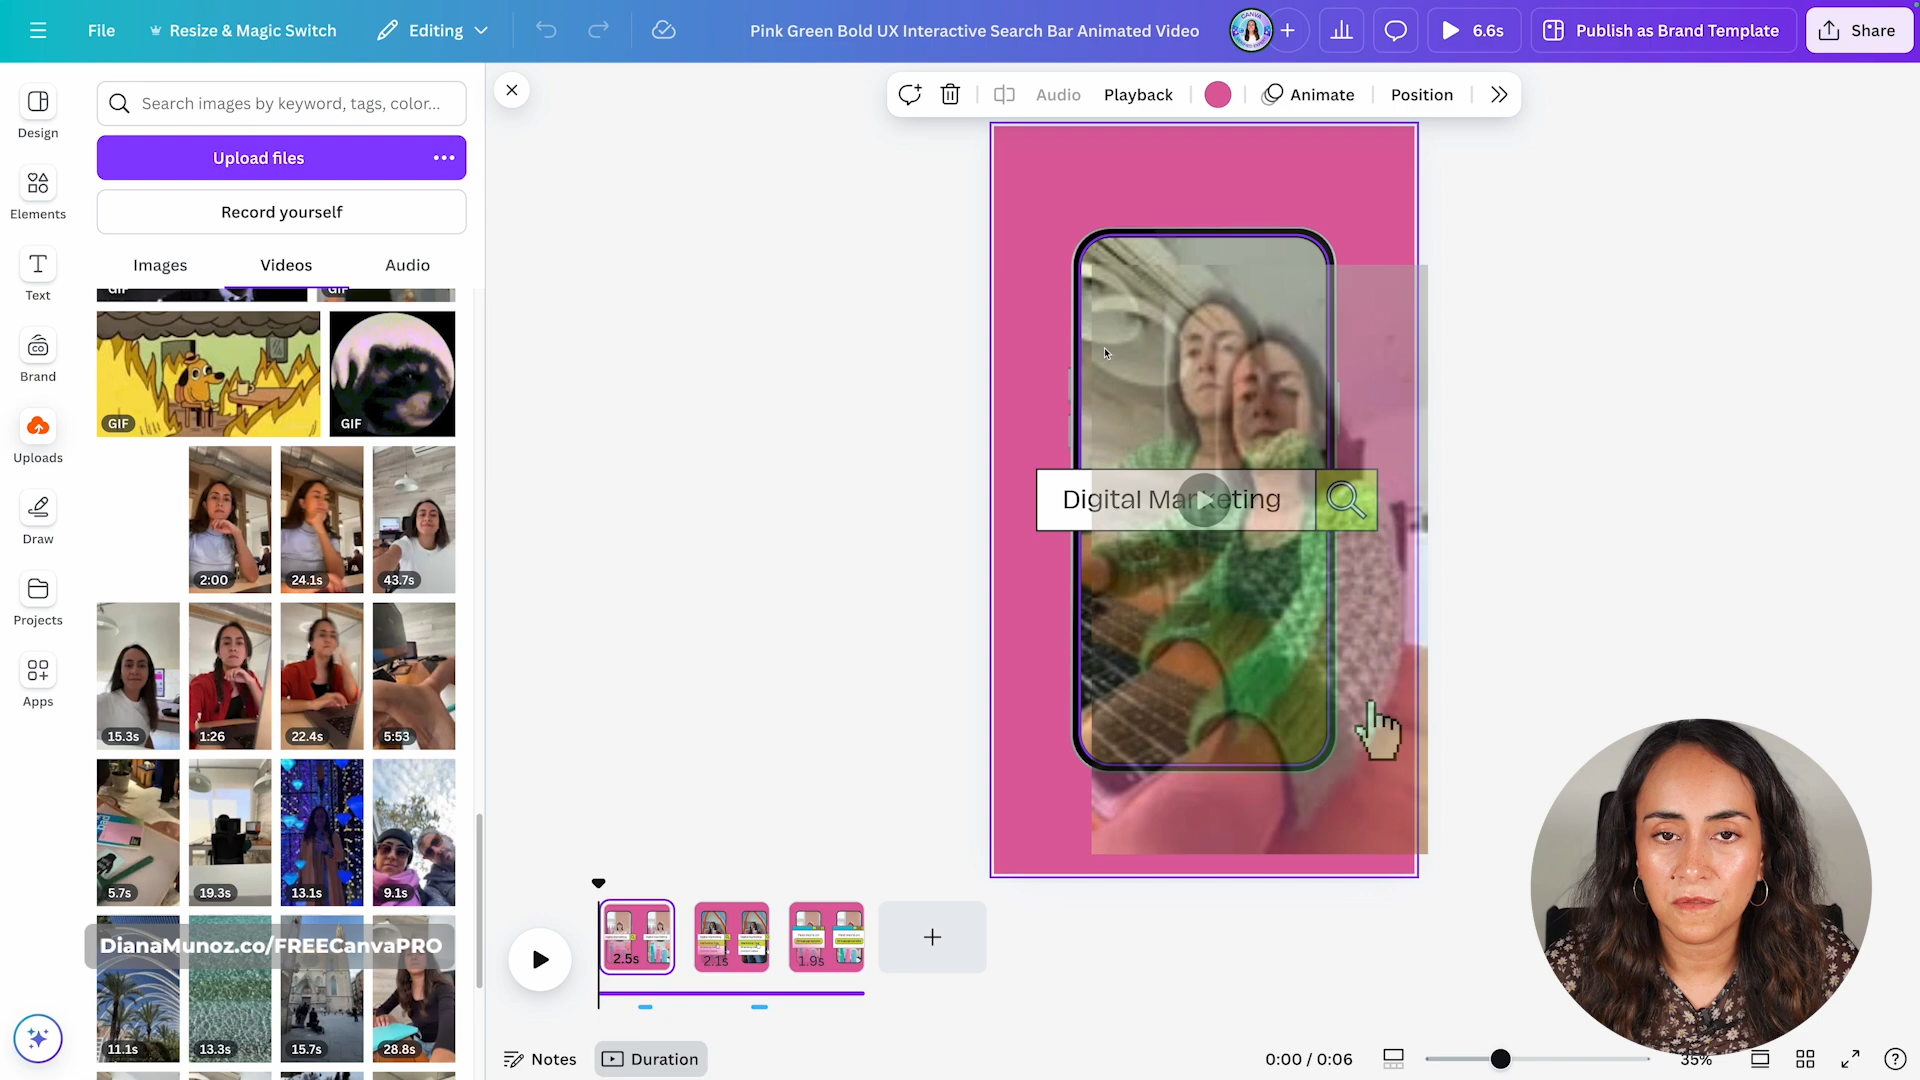 File
Resize & Magic Switch
Editing
Pink Green Bold UX Interactive Search Bar Animated Video
6.6s
Publish as Brand Template
Share
Search images by keyword, tags, color...
Audio
Playback
Animate
Position
Design
Upload files
Elements
Record yourself
Images
Videos
Audio
Text
GIF
GIF
Brand
GIF
GIF
Uploads
Digital Marketing
Draw
2:00
24.1s
43.7s
Projects
Apps
15.3s
1:26
22.4s
5:53
5.7s
19.3s
13.1s
9.1s
DianaMunoz.co/FREECanvaPRO
2.5s
2.1s
1.9s
11.1s
13.3s
15.7s
28.8s
Notes
Duration
0:00 / 0:06
35%